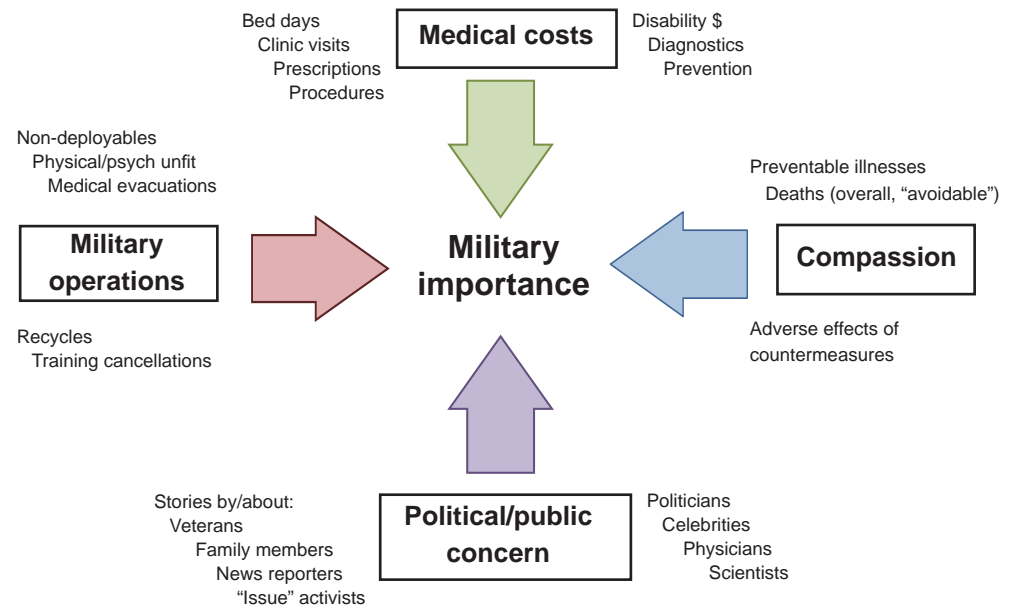 Bed days
Clinic visits
Prescriptions
Procedures
Medical costs
Disability $
Diagnostics
Prevention
Non-deployables
Physical/psych unfit
Medical evacuations
Military
operations
Recycles
Training cancellations
Military
importance
Preventable illnesses
Deaths (overall, “avoidable”)
Compassion
Adverse effects of
countermeasures
Stories by/about:
Veterans
Family members
News reporters
“Issue” activists
Political/public
concern
Politicians
Celebrities
Physicians
Scientists